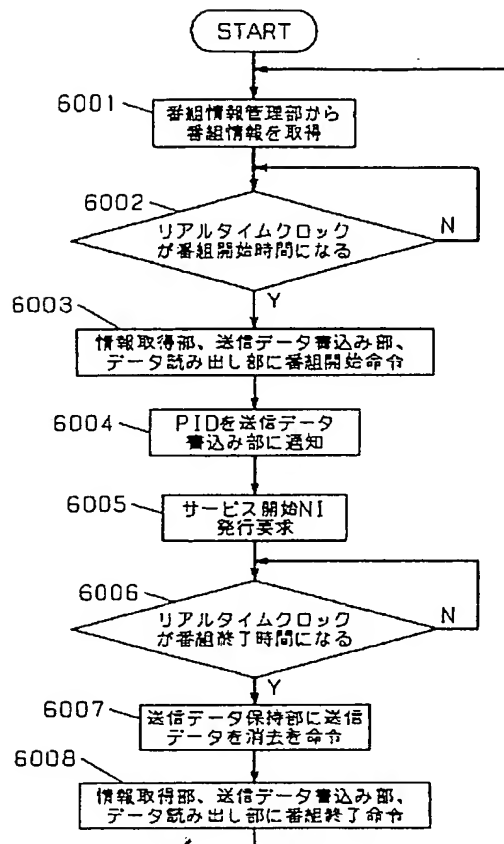 START
6001
番組情報管理部から
番組情報を取得
6002
リアルタイムクロック
が番組開始時間になる
N
Y
6003
情報取得部、送信データ書込み部、
データ読み出し部に番組開始命令
6004
PIDを送信データ
書込み部に通知
6005
サービス開始NI
発行要求
6006
リアルタイムクロック
が番組終了時間になる
N
Y
6007
送信データ保持部に送信
データを消去を命令
6008
情報取得部、送信データ書込み部、
データ読み出し部に番組終了命令